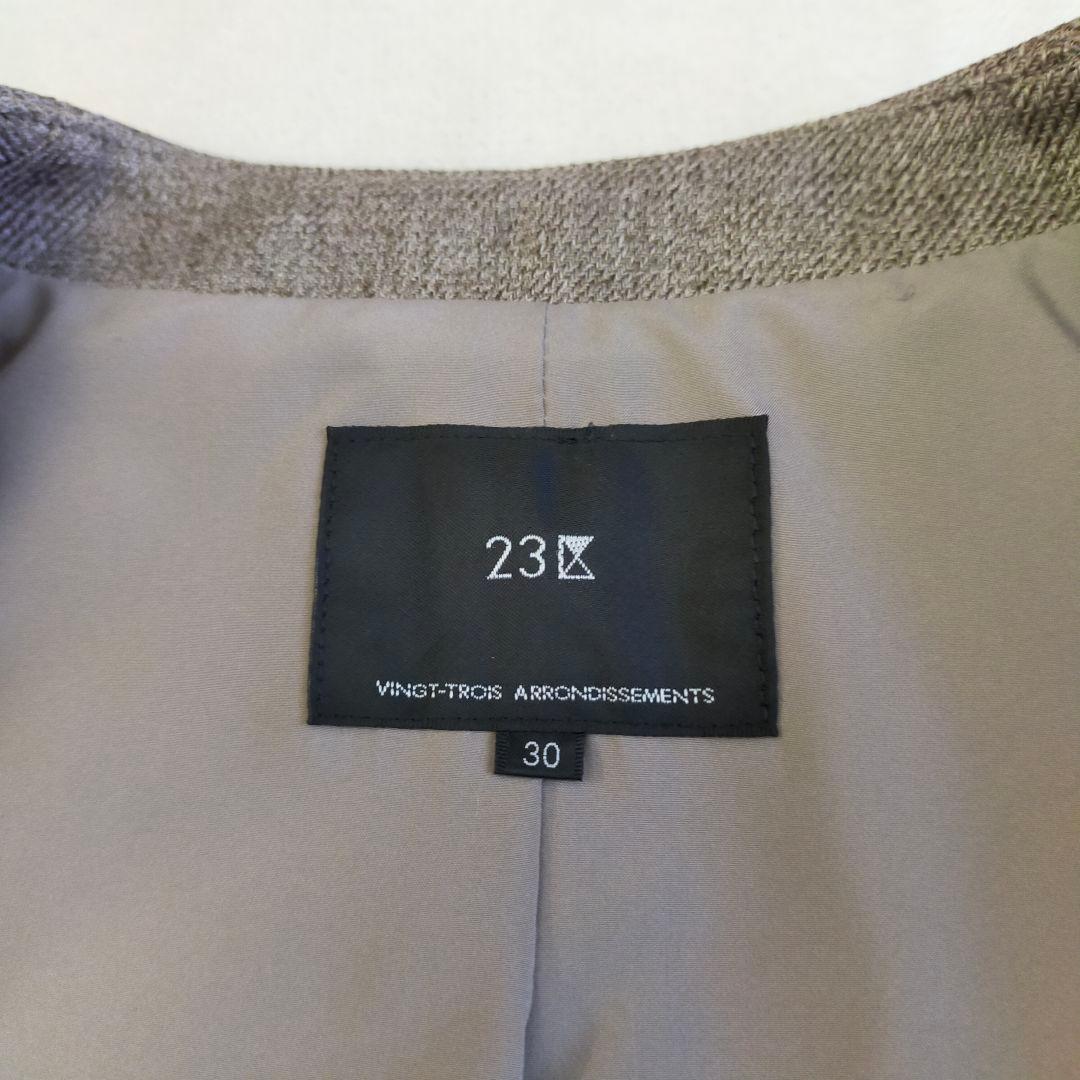 23区
VINGT-TROIS ARRONDISSEMENTS
30